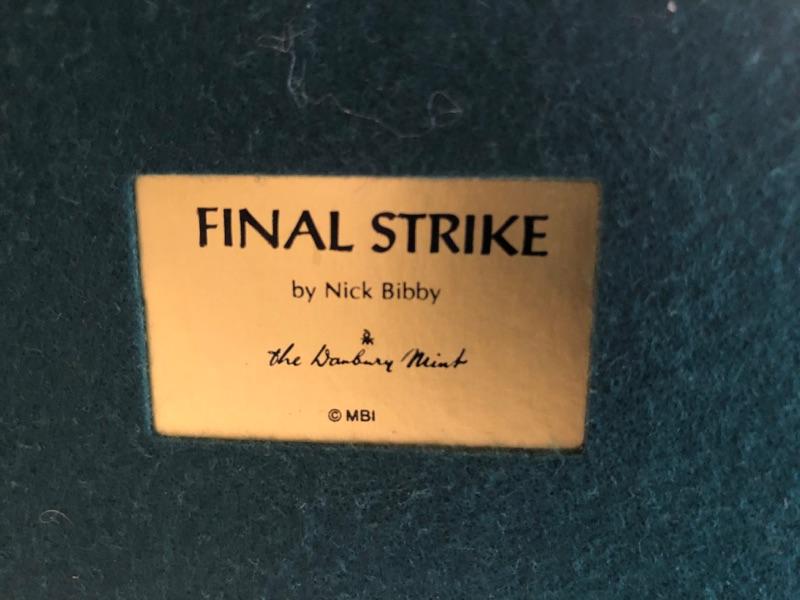 FINAL STRIKE
by Nick Bibby
the Danbury Mint
© MBI